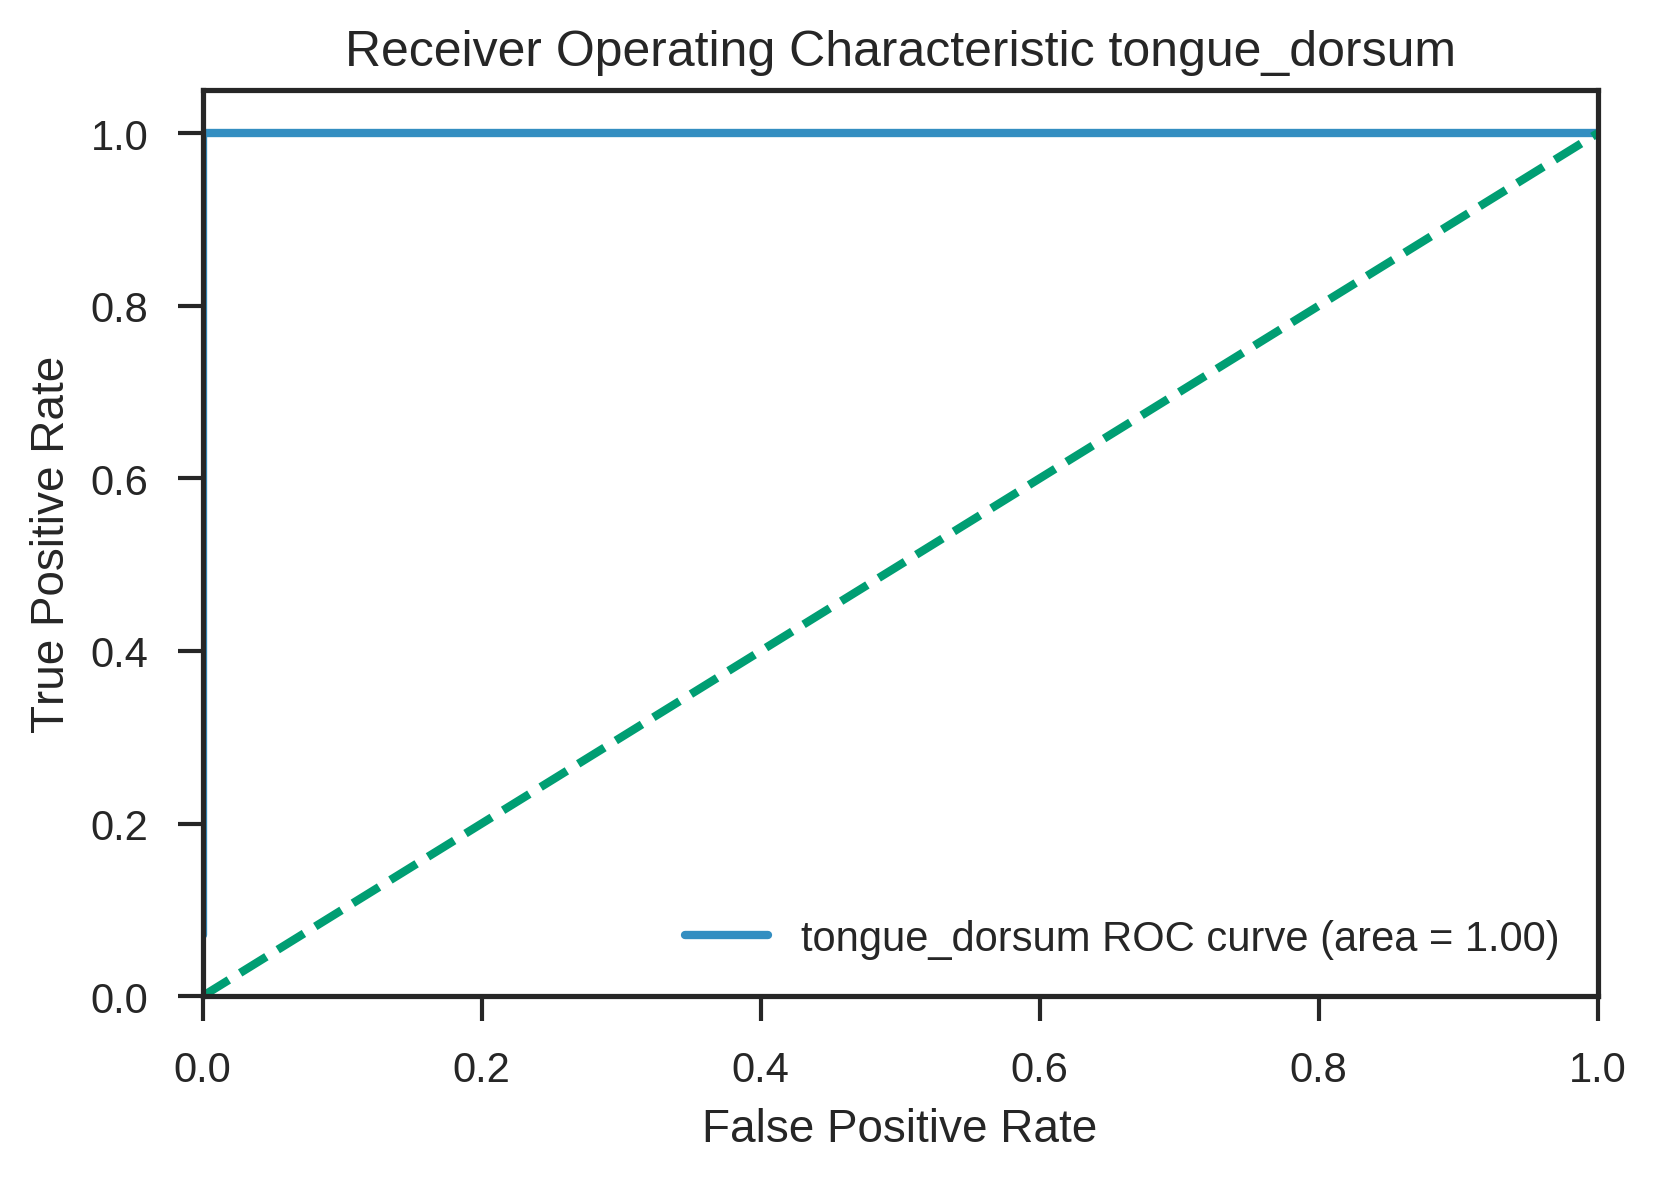 Receiver Operating Characteristic tongue_dorsum
1.0
0.8
0.6
0.4
0.2
0.0
True Positive Rate
tongue_dorsum ROC curve (area = 1.00)
0.0 0.2 0.4 0.6 0.8 1.0
False Positive Rate